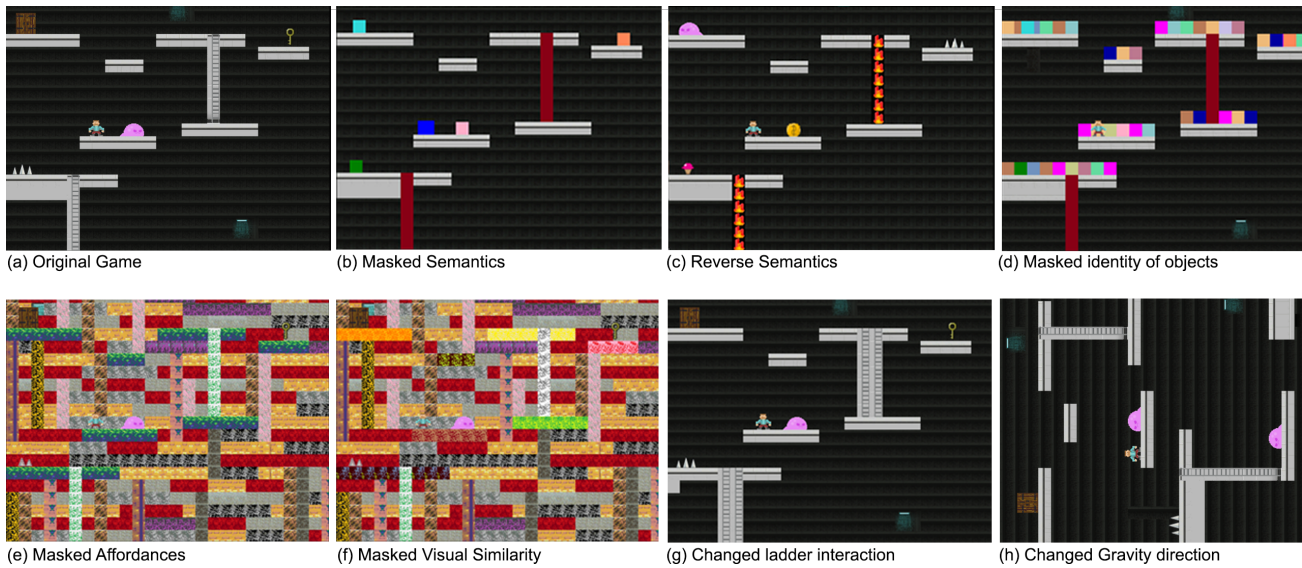 (a) Original Game
(b) Masked Semantics
(c) Reverse Semantics
(d) Masked identity of objects
(e) Masked Affordances
(f) Masked Visual Similarity
(g) Changed ladder interaction
(h) Changed Gravity direction